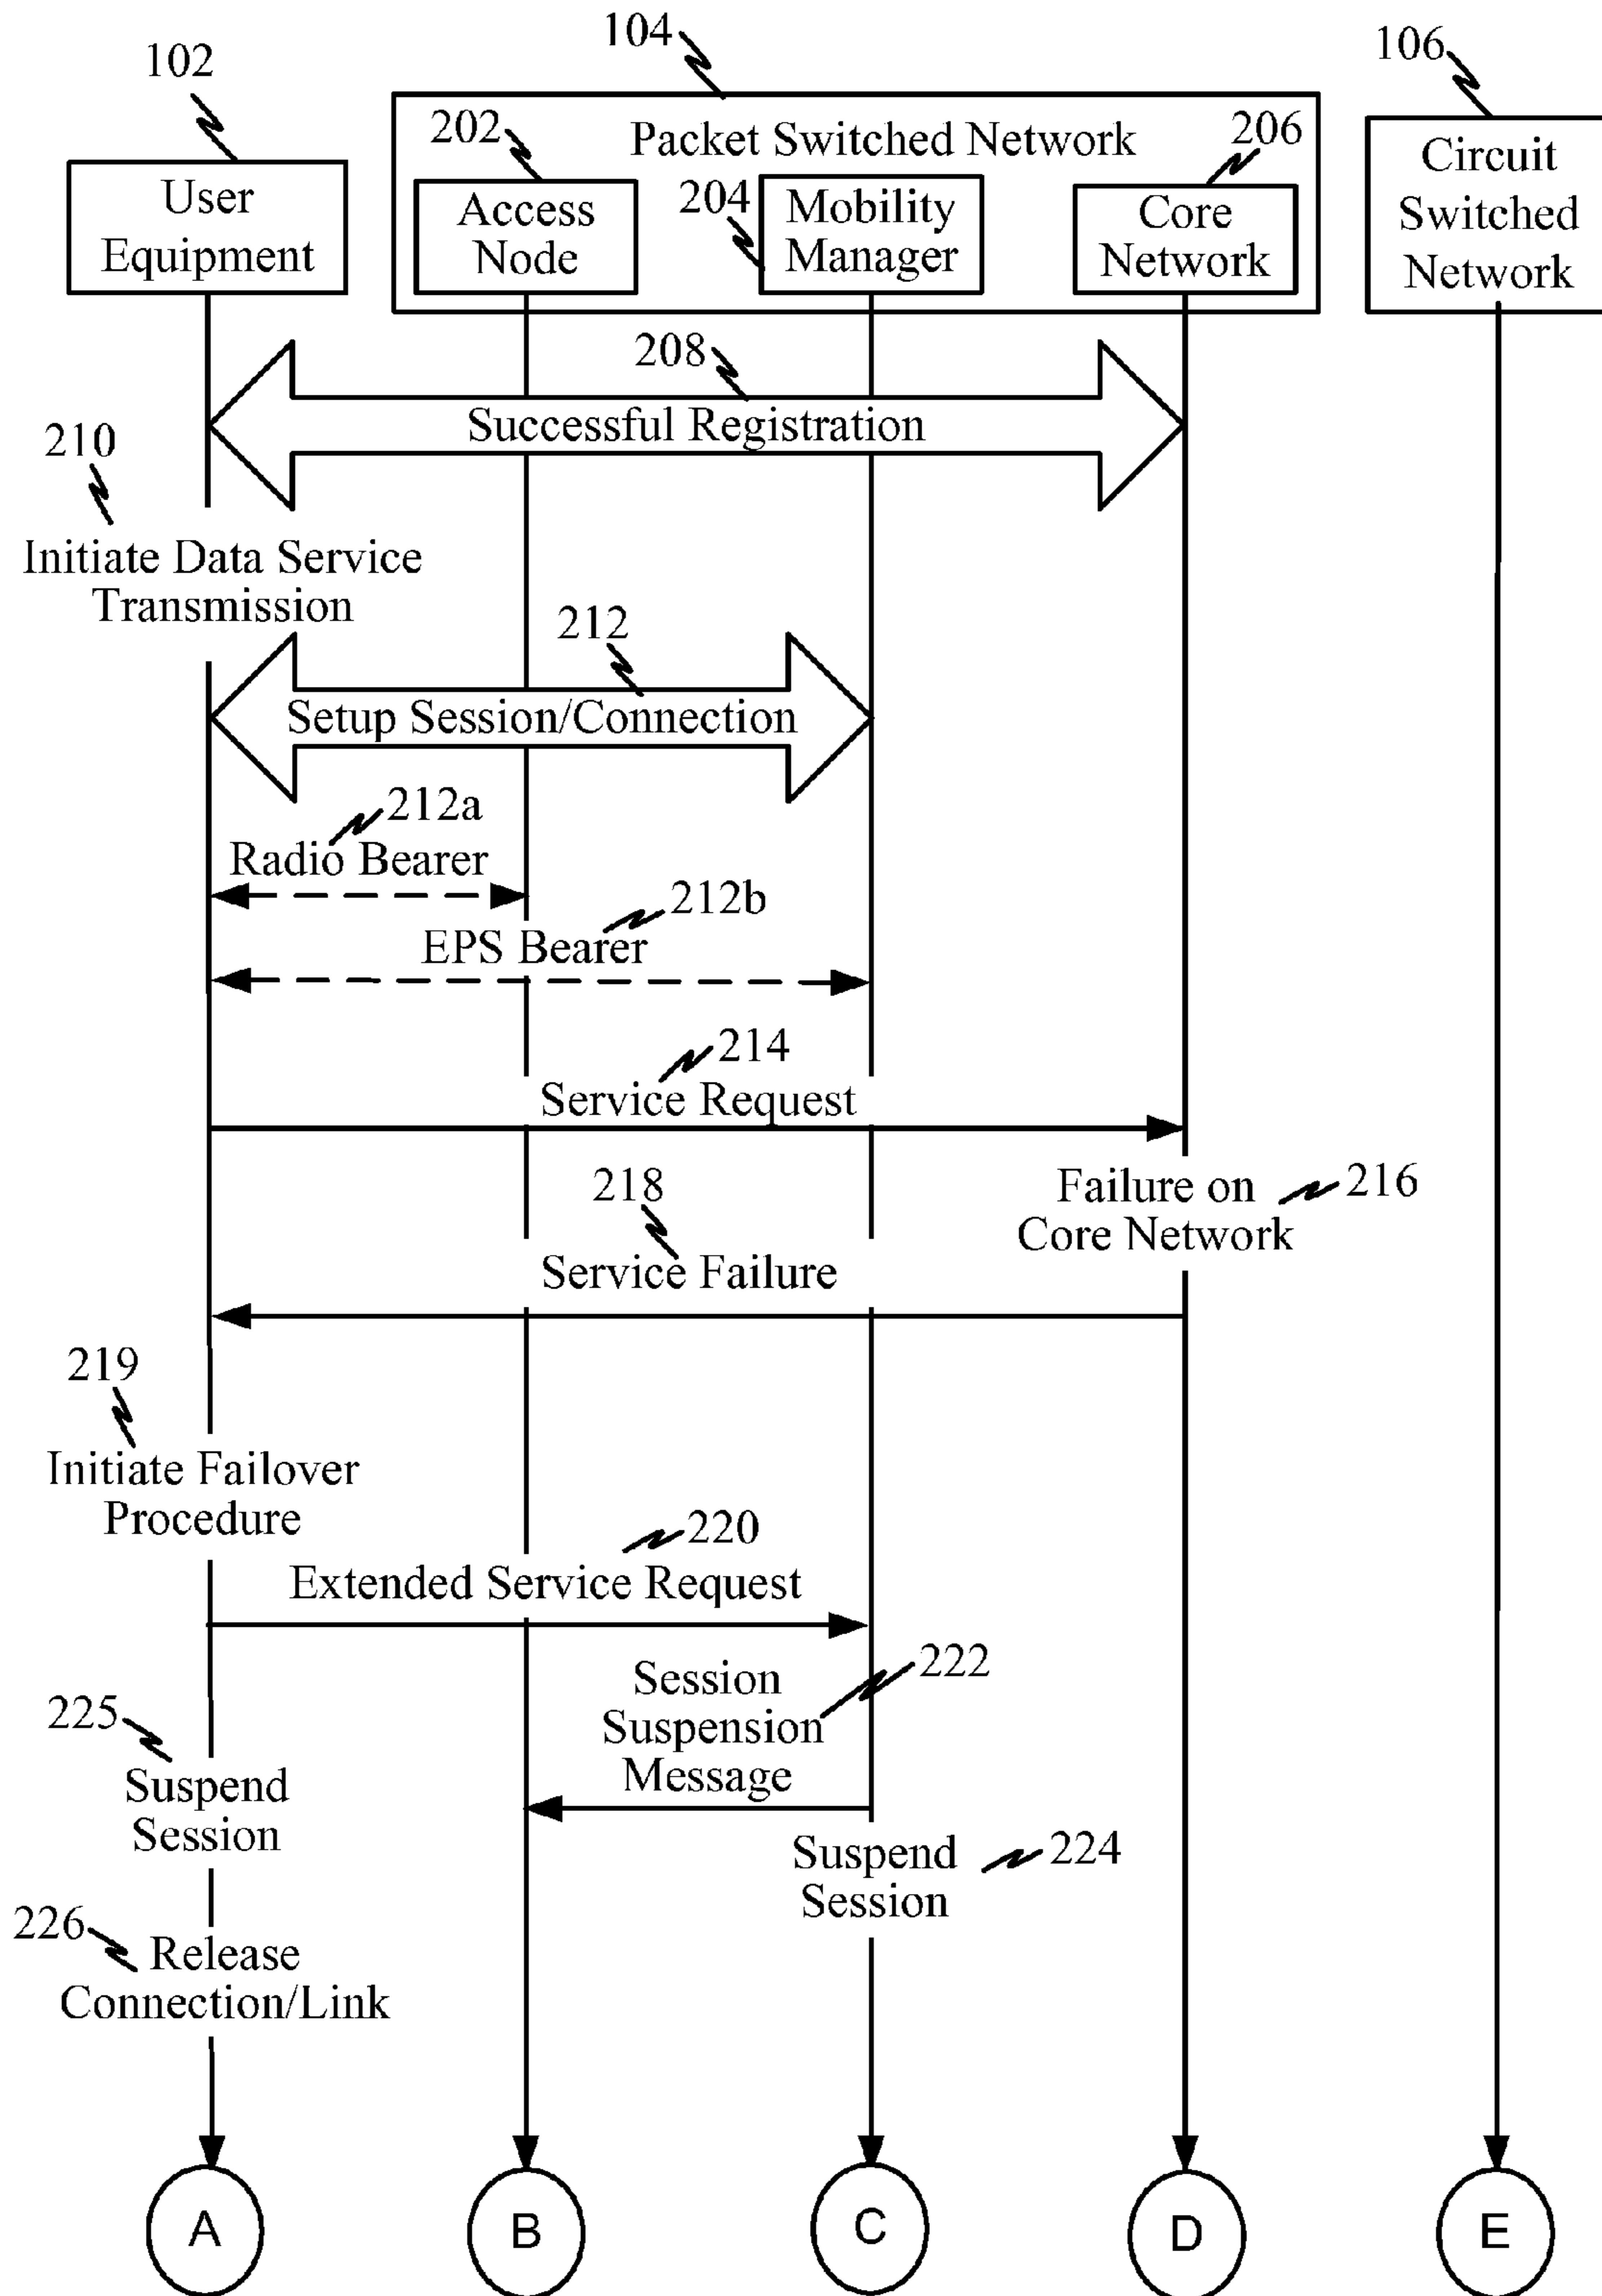 104
106
102
202
Packet Switched Network
206
Circuit
Switched
Network
User
Equipment
Access
Node
204
Mobility
Manager
Core
Network
208
Successful Registration
210
Initiate Data Service
Transmission
212
Setup Session/Connection
212a
Radio Bearer
212b
EPS Bearer
214
Service Request
218
Failure on
Core Network
216
Service Failure
219
Initiate Failover
Procedure
220
Extended Service Request
222
Session
Suspension
Message
225
Suspend
Session
Suspend
Session
224
226
Release
Connection/Link
A
B
C
D
E